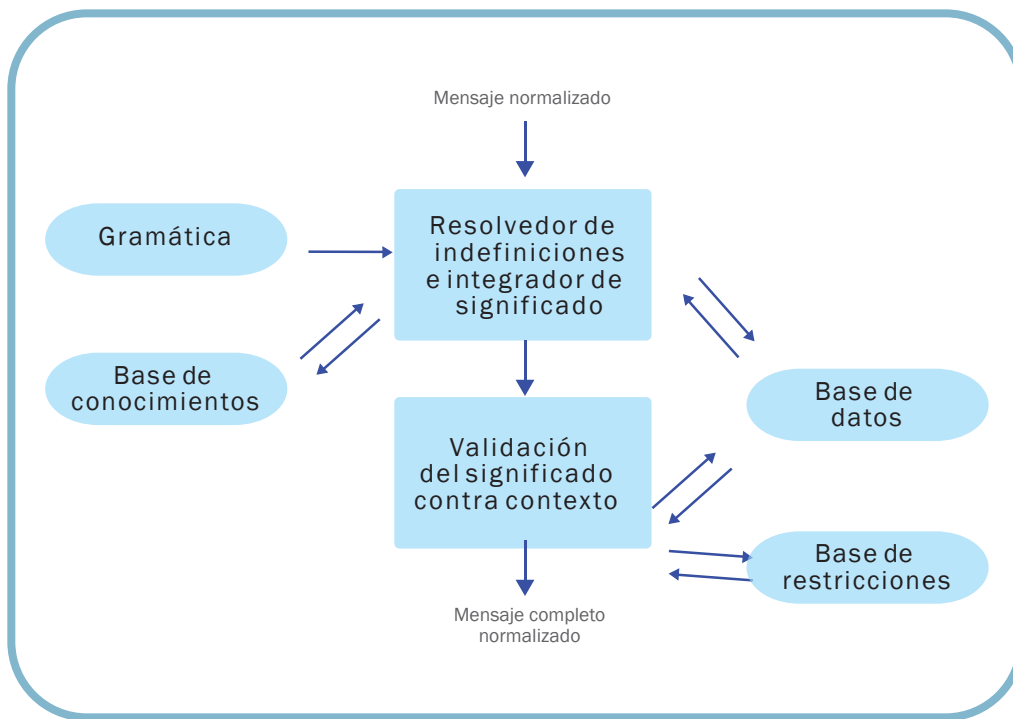 Mensaje normalizado
Gramática
Resolvedor de
indefiniciones
e integrador de
significado
Base de
conocimientos
Base de
datos
Validación
del significado
contra contexto
Base de
restricciones
Mensaje completo
normalizado